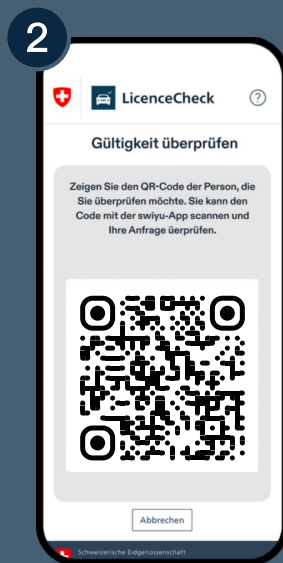 2
LicenceCheck
?
Gültigkeit überprüfen
Zeigen Sie den QR-Code der Person, die
Sie überprüfen möchte. Sie kann den
Code mit der swiyu-App scannen und
Ihre Anfrage üerprüfen.
Abbrechen
Schweizerische Eidgenossenschaft